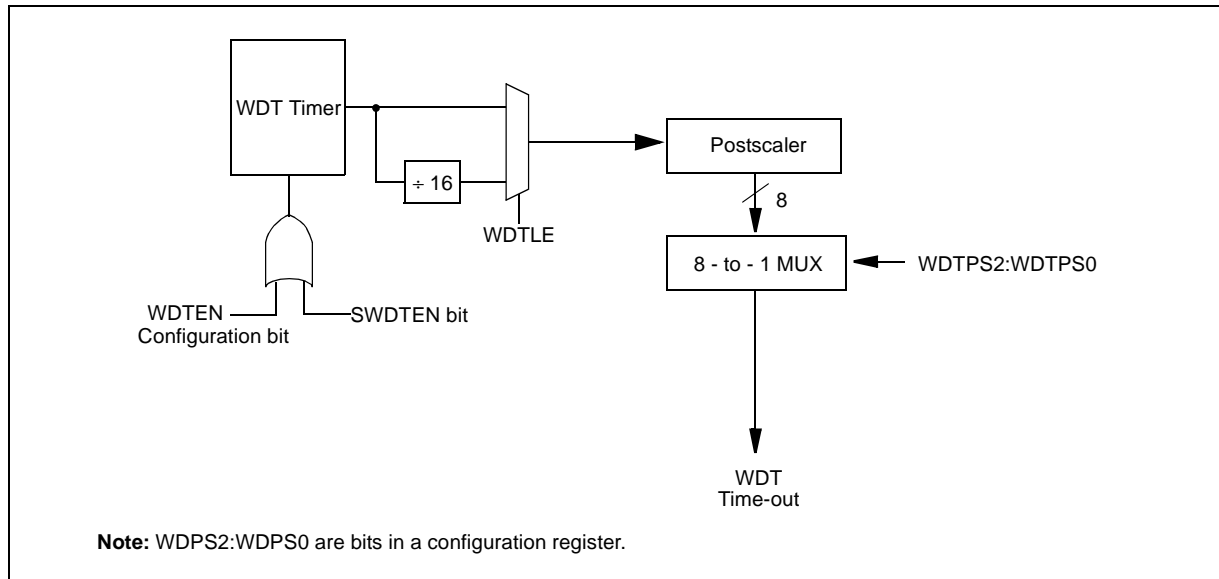 WDT Timer
÷ 16
WDTLE
Postscaler
8
8 - to - 1 MUX
WDTPS2:WDTPS0
WDTEN
Configuration bit
SWDTEN bit
WDT
Time-out
Note: WDPS2:WDPS0 are bits in a configuration register.